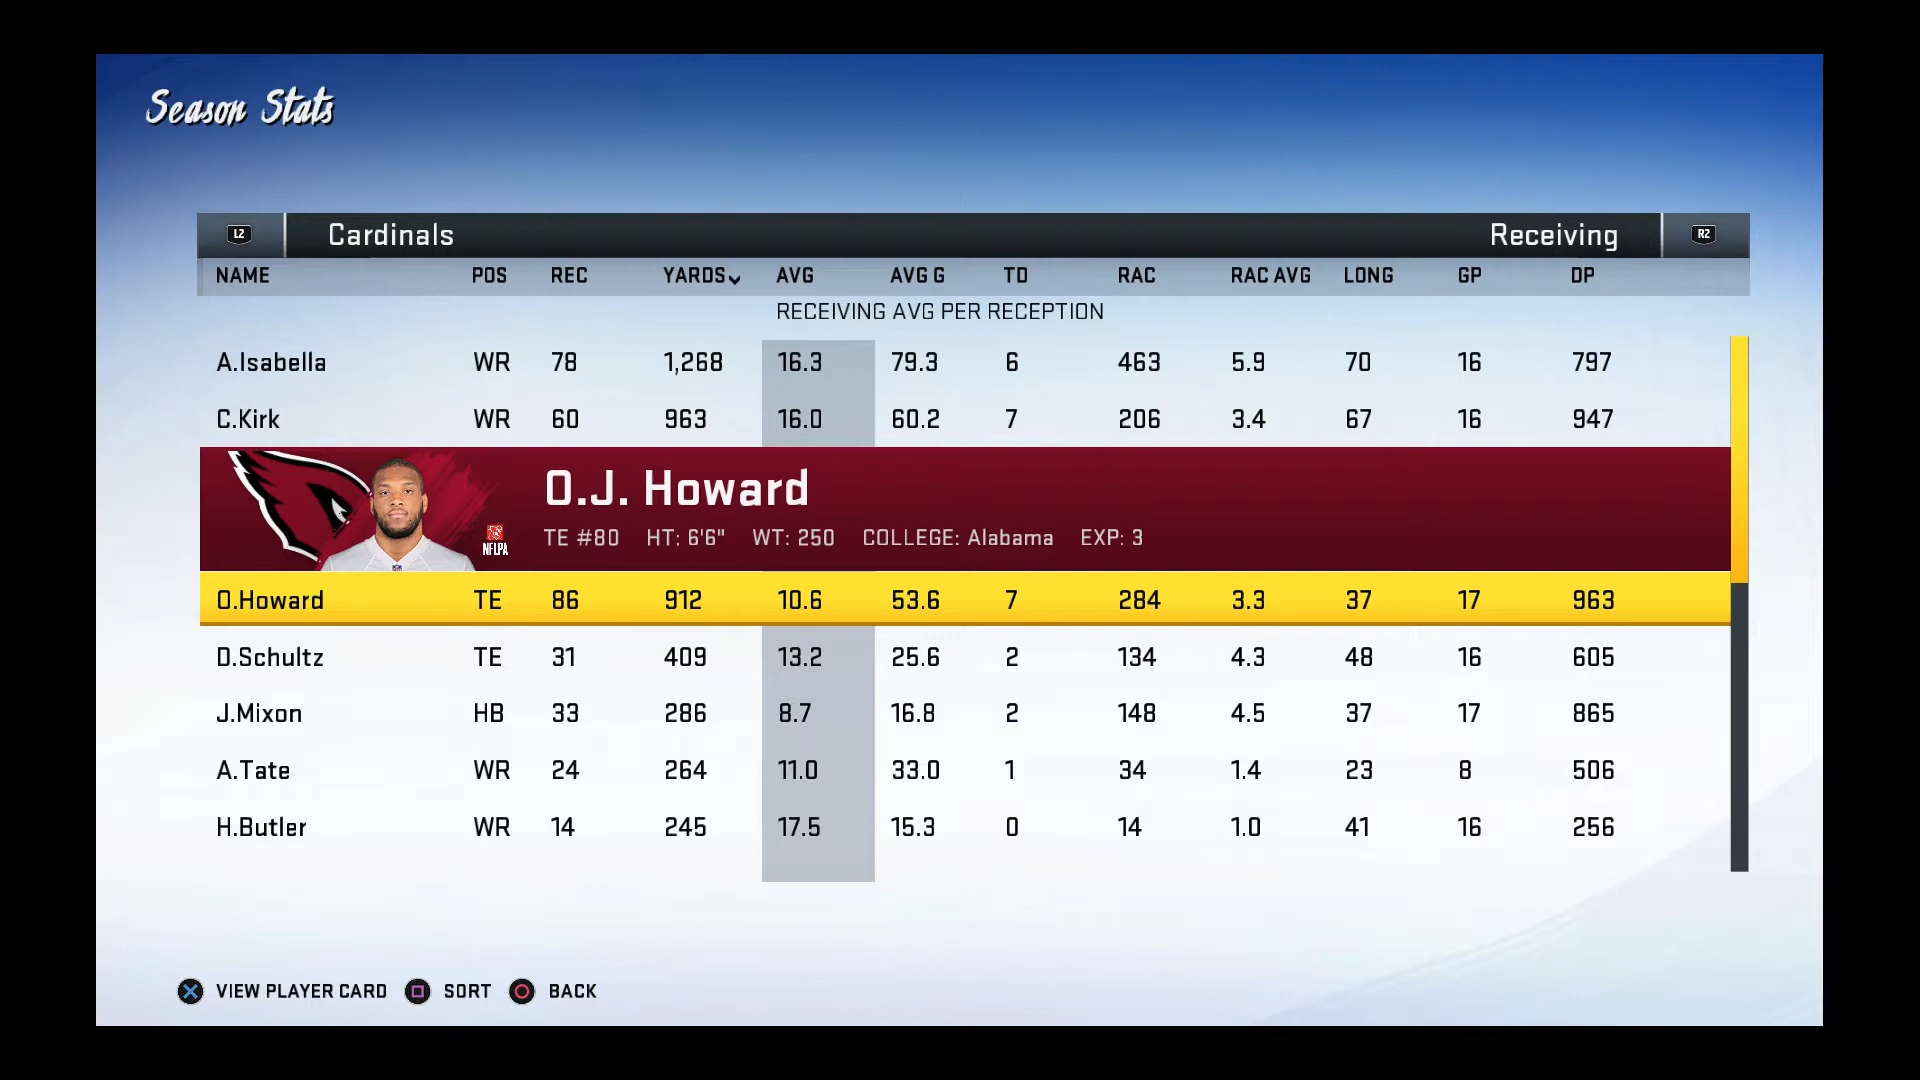 Season Stats
L2 Cardinals Receiving R2
NAME POS REC YARDS AVG AVG G TD RAC RAC AVG LONG GP DP
RECEIVING AVG PER RECEPTION
A.Isabella WR 78 1,268 16.3 79.3 6 463 5.9 70 16 797
C.Kirk WR 60 963 16.0 60.2 7 206 3.4 67 16 947
O.J. Howard
NFLPA TE #80 HT: 6'6" WT: 250 COLLEGE: Alabama EXP: 3
O.Howard TE 86 912 10.6 53.6 7 284 3.3 37 17 963
D.Schultz TE 31 409 13.2 25.6 2 134 4.3 48 16 605
J.Mixon HB 33 286 8.7 16.8 2 148 4.5 37 17 865
A.Tate WR 24 264 11.0 33.0 1 34 1.4 23 8 506
H.Butler WR 14 245 17.5 15.3 0 14 1.0 41 16 256
VIEW PLAYER CARD SORT BACK